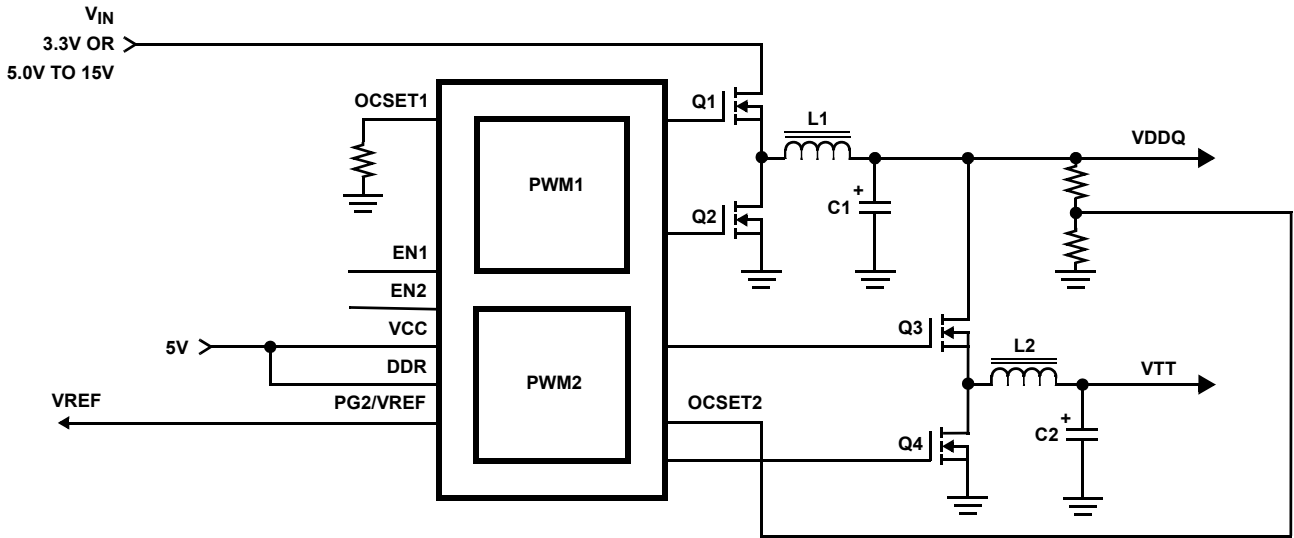 VIN
3.3V OR
5.0V TO 15V
OCSET1
Q1
L1
VDDQ
PWM1
Q2
+
C1
EN1
EN2
VCC
5V
DDR
Q3
L2
PWM2
VTT
VREF
PG2/VREF
OCSET2
+
C2
Q4